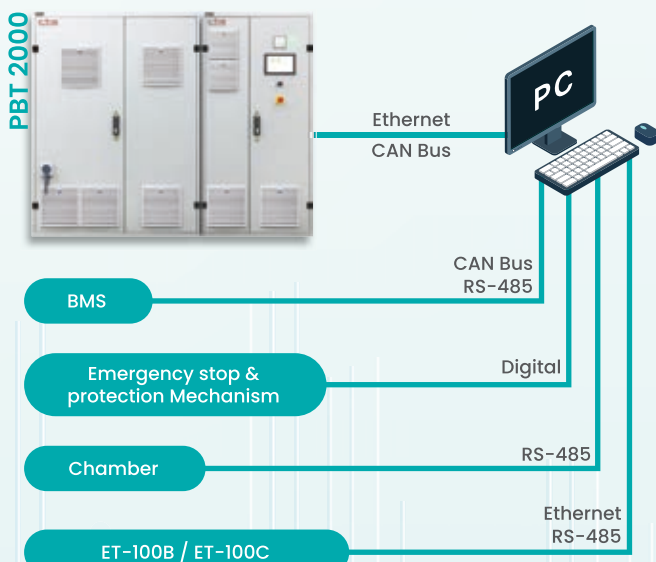 PBT 2000
PC
Ethernet
CAN Bus
CAN Bus
RS-485
BMS
Digital
Emergency stop &
protection Mechanism
RS-485
Chamber
Ethernet
RS-485
ET-100B / ET-100C